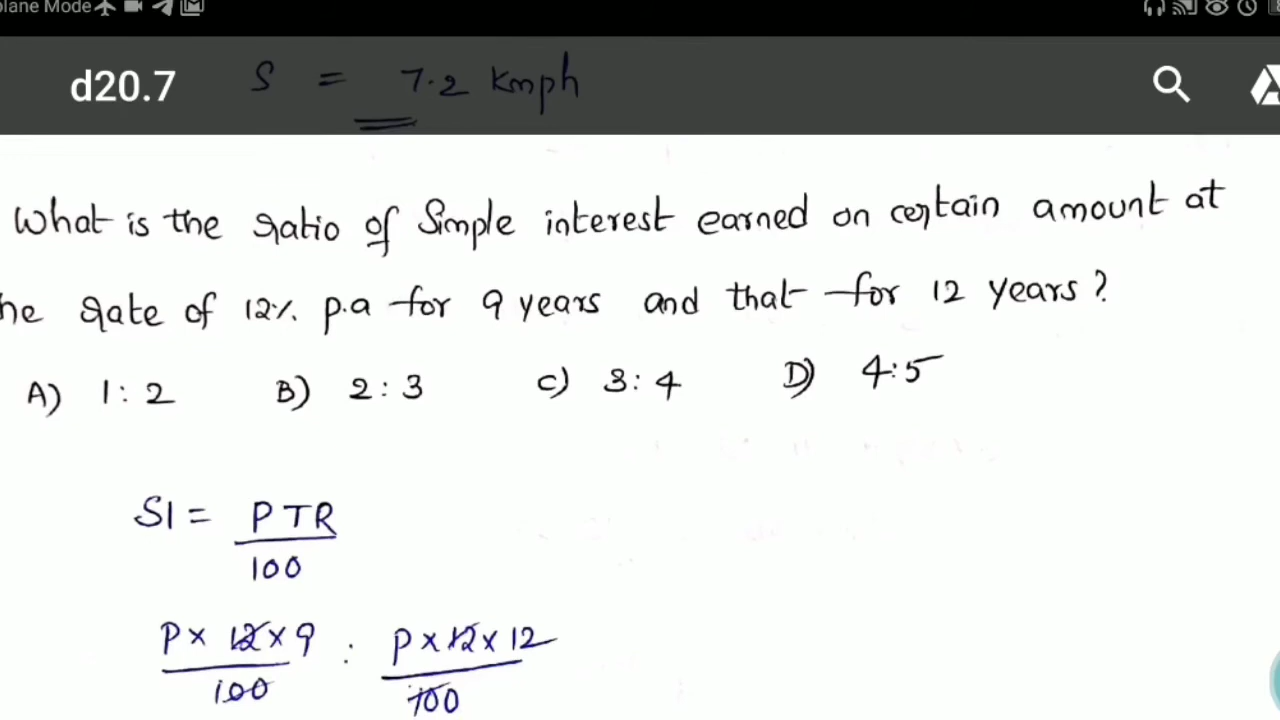 plane Mode
d20.7 S = 7.2 Kmph
What is the ratio of Simple interest earned on certain amount at
he rate of 12% p.a for 9 years and that for 12 years?
A) 1:2 B) 2:3 C) 3:4 D) 4:5
SI = PTR
100
P× 12×9 : P×12×12
100 100